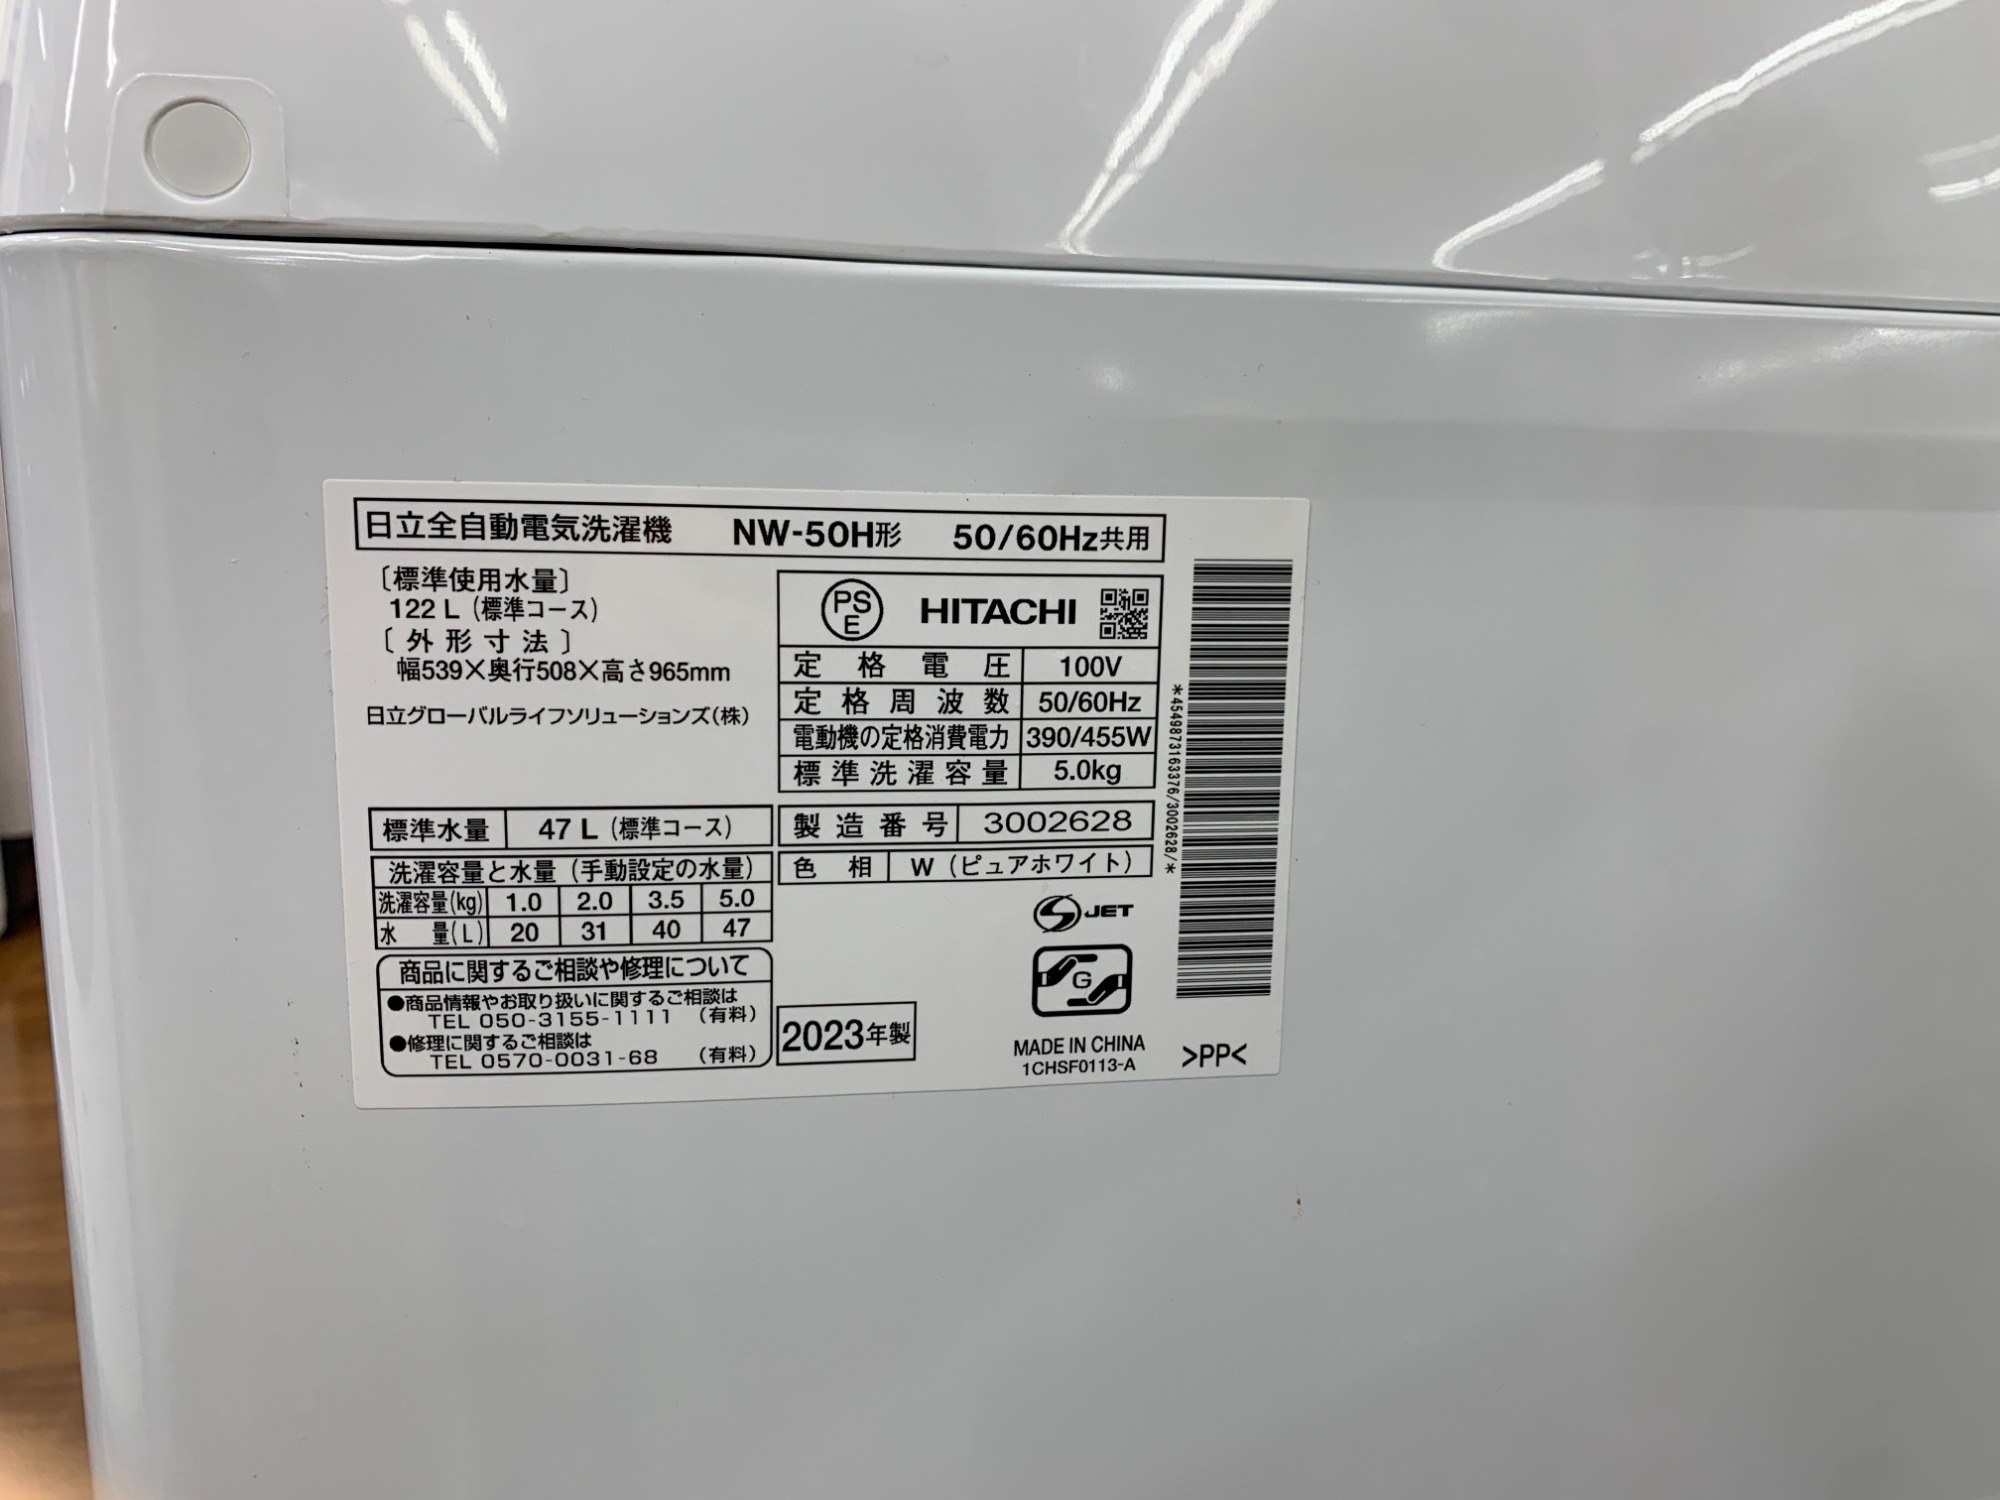 日立全自動電気洗濯機 NW-50H形 50/60Hz共用
〔標準使用水量〕
122 L (標準コース)
〔外形寸法〕
幅539×奥行508×高さ965mm
日立グローバルライフソリューションズ(株)
PS
E
HITACHI
定格電圧 100V
定格周波数 50/60Hz
電動機の定格消費電力 390/455W
標準洗濯容量 5.0kg
標準水量 47 L (標準コース)
洗濯容量と水量 (手動設定の水量)
洗濯容量(kg) 1.0 2.0 3.5 5.0
水量(L) 20 31 40 47
製造番号 3002628
色相 W (ピュアホワイト)
商品に関するご相談や修理について
●商品情報やお取り扱いに関するご相談は
TEL 050-3155-1111 (有料)
●修理に関するご相談は
TEL 0570-0031-68 (有料)
2023年製
S JET
G
MADE IN CHINA
1CHSF0113-A
>PP<
*4549873163376/3002628/*